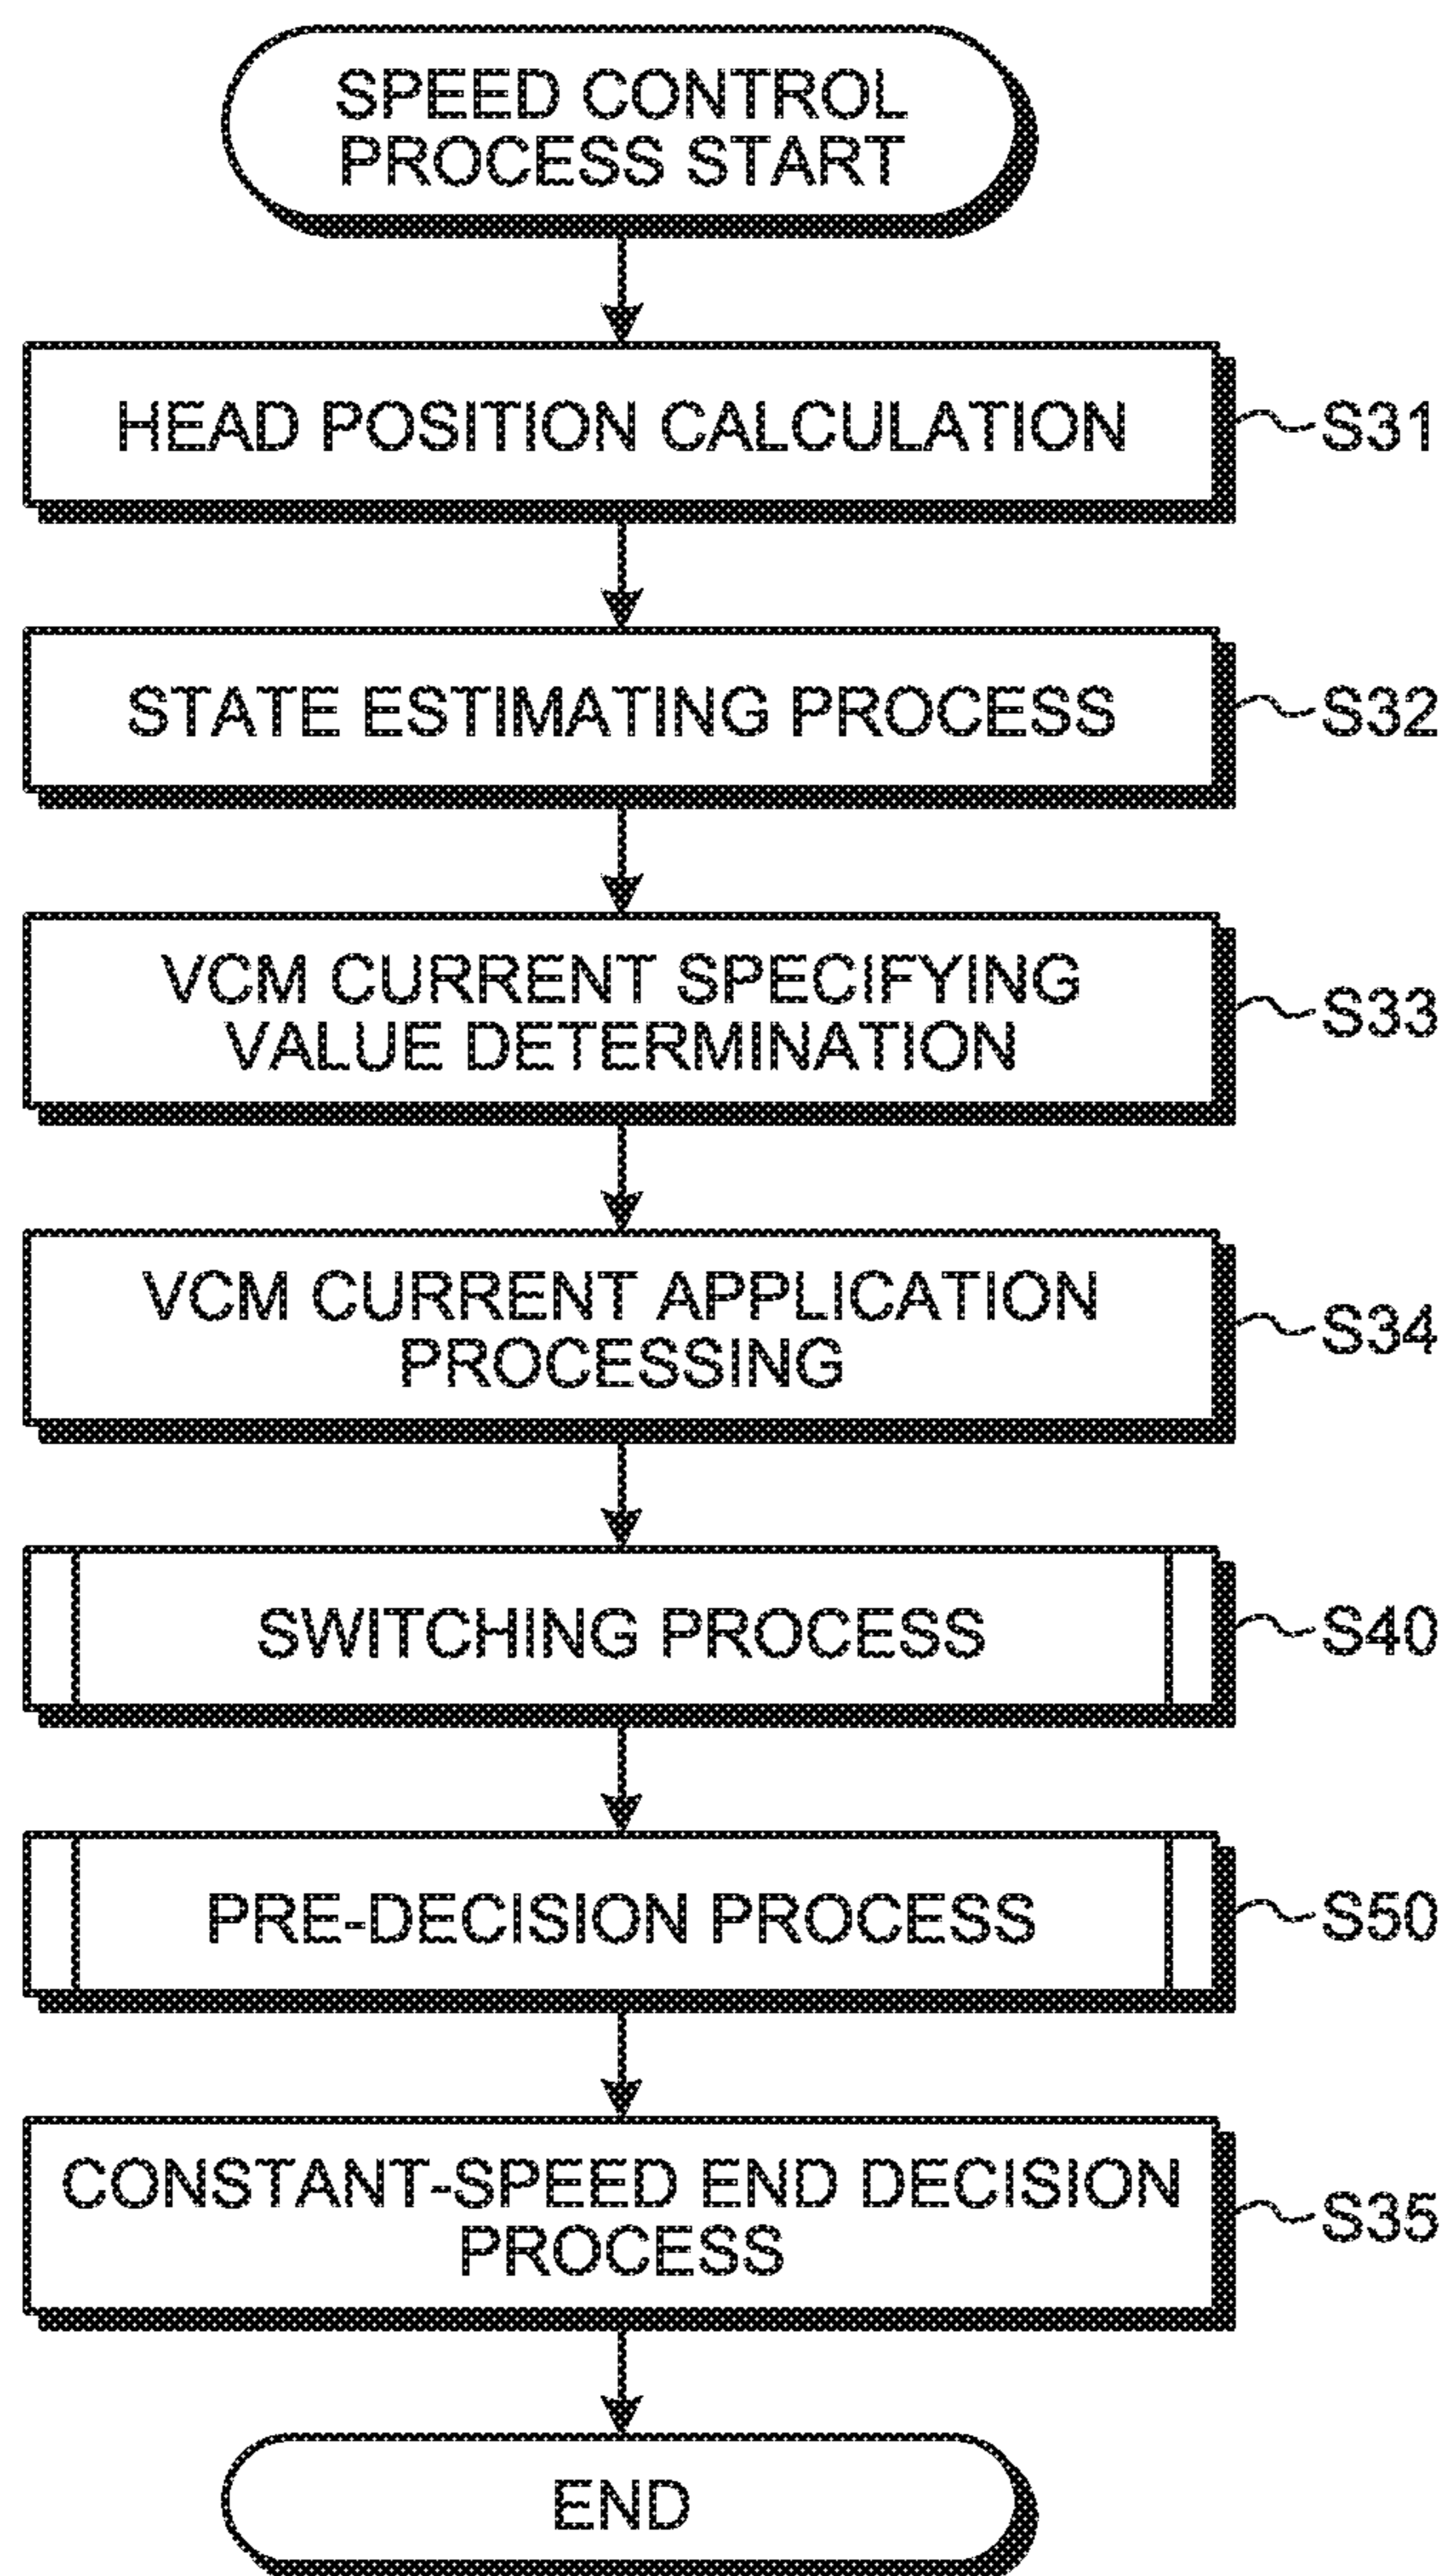 SPEED CONTROL
PROCESS START
HEAD POSITION CALCULATION
S31
STATE ESTIMATING PROCESS
S32
VCM CURRENT SPECIFYING
VALUE DETERMINATION
S33
VCM CURRENT APPLICATION
PROCESSING
S34
SWITCHING PROCESS
S40
PRE-DECISION PROCESS
S50
CONSTANT-SPEED END DECISION
PROCESS
S35
END